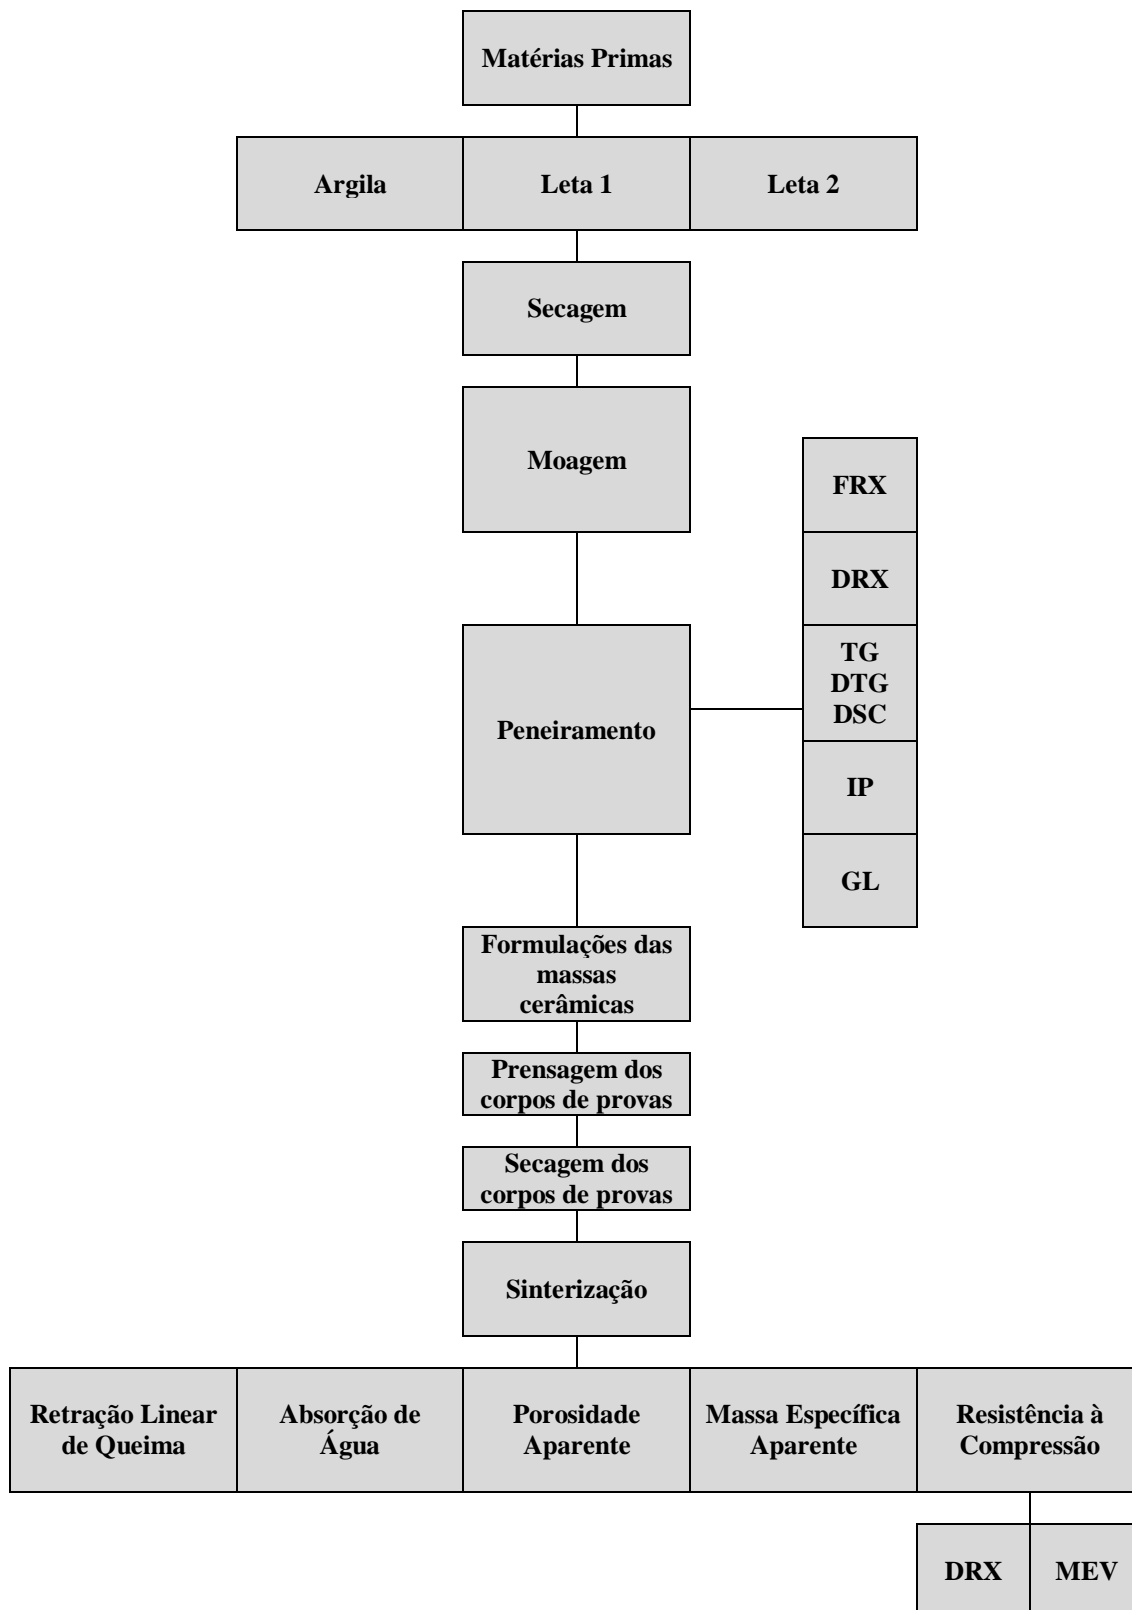 Matérias Primas
Argila
Leta 1
Leta 2
Secagem
Moagem
FRX
DRX
TG
DTG
DSC
IP
GL
Peneiramento
Formulações das
massas
cerâmicas
Prensagem dos
corpos de provas
Secagem dos
corpos de provas
Sinterização
Retração Linear
de Queima
Absorção de
Água
Porosidade
Aparente
Massa Específica
Aparente
Resistência à
Compressão
DRX
MEV